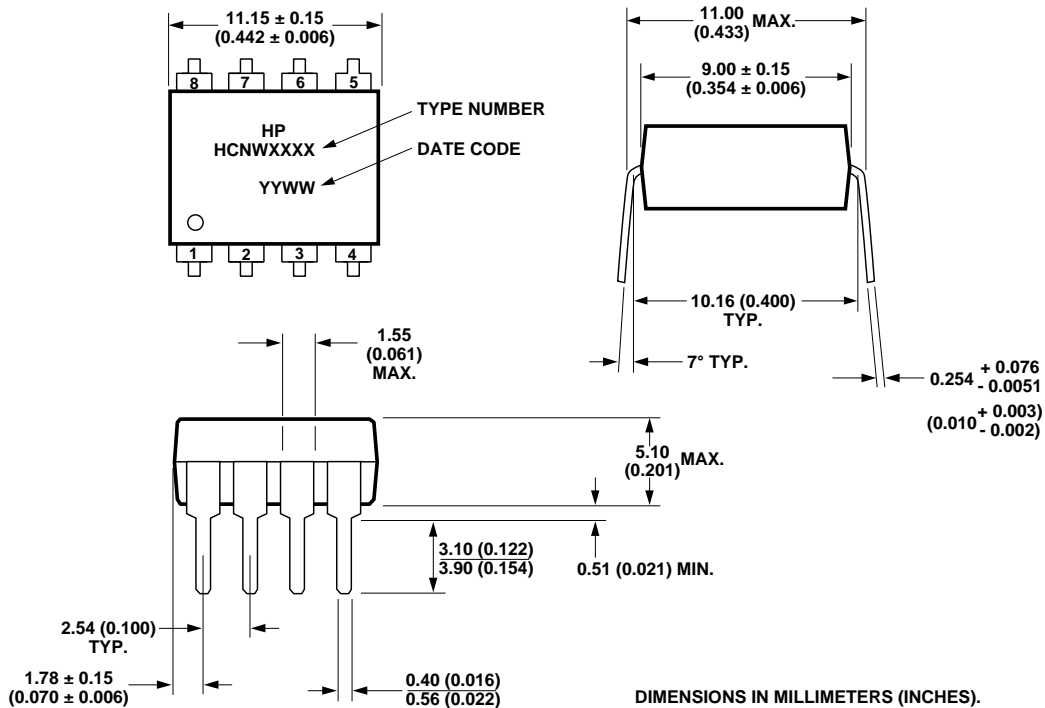 11.15 ± 0.15
(0.442 ± 0.006)
8 7 6 5
HP
HCNWXXXX
YYWW
1 2 3 4
TYPE NUMBER
DATE CODE
11.00
(0.433) MAX.
9.00 ± 0.15
(0.354 ± 0.006)
10.16 (0.400)
TYP.
7° TYP.
0.254 + 0.076
- 0.0051
(0.010 + 0.003)
- 0.002)
1.55
(0.061)
MAX.
5.10
(0.201) MAX.
3.10 (0.122)
3.90 (0.154)
0.51 (0.021) MIN.
2.54 (0.100)
TYP.
1.78 ± 0.15
(0.070 ± 0.006)
0.40 (0.016)
0.56 (0.022)
DIMENSIONS IN MILLIMETERS (INCHES).